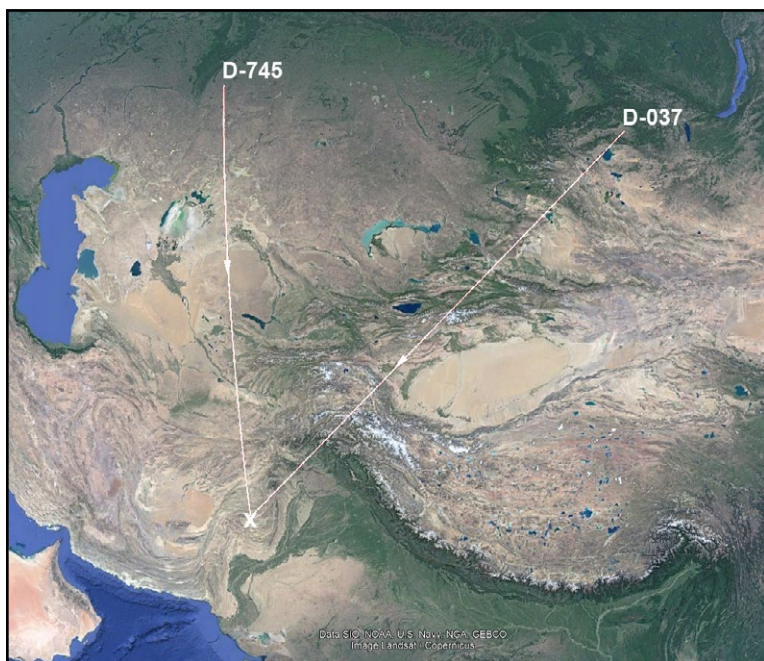 D-745
D-037
X
Data SIO, NOAA, U.S. Navy, NGA, GEBCO
Image Landsat / Copernicus